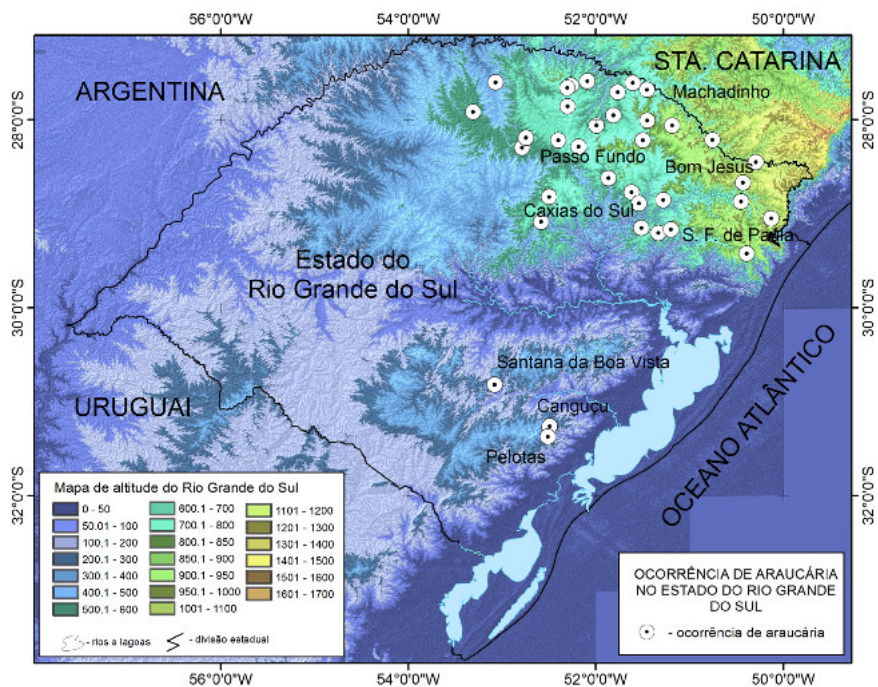 56°0'0"W
54°0'0"W
52°0'0"W
50°0'0"W
STA. CATARINA
ARGENTINA
Machadinho
28°0'0"S
28°0'0"S
Passo Fundo
Bom Jesus
Caxias do Sul
S. F. de Paula
Estado do
Rio Grande do Sul
30°0'0"S
30°0'0"S
Santana da Boa Vista
URUGUAI
Canguçu
Pelotas
OCEANO ATLÂNTICO
32°0'0"S
32°0'0"S
Mapa de altitude do Rio Grande do Sul
0 - 50
50.01 - 100
100.1 - 200
200.1 - 300
300.1 - 400
400.1 - 500
500.1 - 600
600.1 - 700
700.1 - 800
800.1 - 850
850.1 - 900
900.1 - 950
950.1 - 1000
1001 - 1100
1101 - 1200
1201 - 1300
1301 - 1400
1401 - 1500
1501 - 1600
1601 - 1700
- rios e lagoas
- divisão estadual
OCORRÊNCIA DE ARAUCÁRIA
NO ESTADO DO RIO GRANDE
DO SUL
- ocorrência de araucária
56°0'0"W
54°0'0"W
52°0'0"W
50°0'0"W